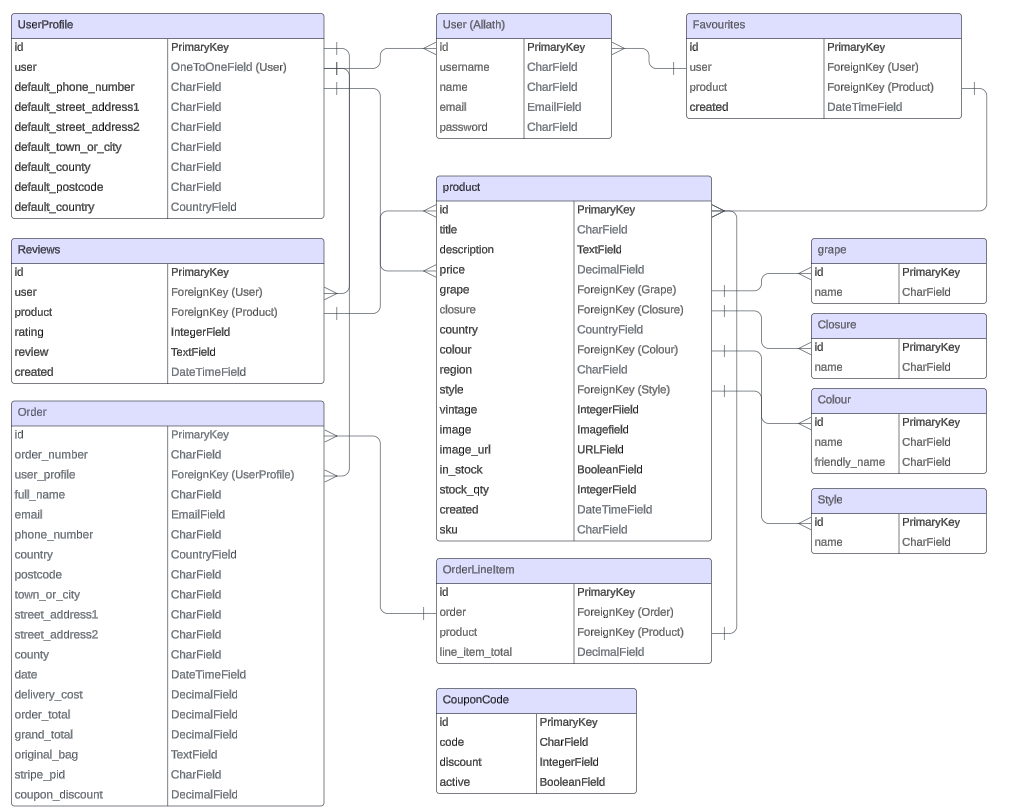 UserProfile
id PrimaryKey
user OneToOneField (User)
default_phone_number CharField
default_street_address1 CharField
default_street_address2 CharField
default_town_or_city CharField
default_county CharField
default_postcode CharField
default_country CountryField
User (Allath)
id PrimaryKey
username CharField
name CharField
email EmailField
password CharField
Favourites
id PrimaryKey
user ForeignKey (User)
product ForeignKey (Product)
created DateTimeField
Reviews
id PrimaryKey
user ForeignKey (User)
product ForeignKey (Product)
rating IntegerField
review TextField
created DateTimeField
product
id PrimaryKey
title CharField
description TextField
price DecimalField
grape ForeignKey (Grape)
closure ForeignKey (Closure)
country CountryField
colour ForeignKey (Colour)
region CharField
style ForeignKey (Style)
vintage IntegerFiield
image Imagefield
image_url URLField
in_stock BooleanField
stock_qty IntegerField
created DateTimeField
sku CharField
grape
id PrimaryKey
name CharField
Closure
id PrimaryKey
name CharField
Colour
id PrimaryKey
name CharField
friendly_name CharField
Style
id PrimaryKey
name CharField
Order
id PrimaryKey
order_number CharField
user_profile ForeignKey (UserProfile)
full_name CharField
email EmailField
phone_number CharField
country CountryField
postcode CharField
town_or_city CharField
street_address1 CharField
street_address2 CharField
county CharField
date DateTimeField
delivery_cost DecimalField
order_total DecimalField
grand_total DecimalField
original_bag TextField
stripe_pid CharField
coupon_discount DecimalField
OrderLineItem
id PrimaryKey
order ForeignKey (Order)
product ForeignKey (Product)
line_item_total DecimalField
CouponCode
id PrimaryKey
code CharField
discount IntegerField
active BooleanField